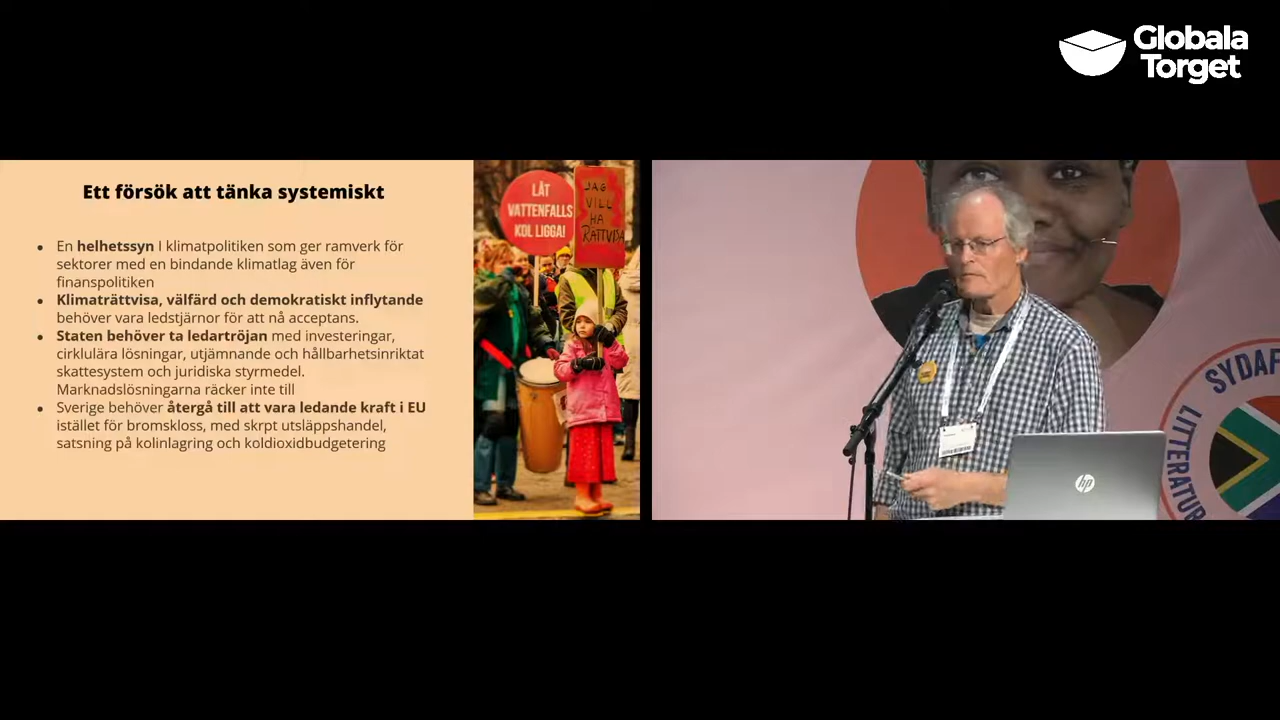 Globala
Torget
Ett försök att tänka systemiskt
En helhetssyn I klimatpolitiken som ger ramverk för
sektorer med en bindande klimatlag även för
finanspolitiken
Klimaträttvisa, välfärd och demokratiskt inflytande
behöver vara ledstjärnor för att nå acceptans.
Staten behöver ta ledartröjan med investeringar,
cirklulära lösningar, utjämnande och hållbarhetsinriktat
skattesystem och juridiska styrmedel.
Marknadslösningarna räcker inte till
Sverige behöver återgå till att vara ledande kraft i EU
istället för bromskloss, med skrpt utsläppshandel,
satsning på kolinlagring och koldioxidbudgetering
LÅT
VATTENFALLS
KOL LIGGA!
JAG
VILL
HA
RÄTTVISA
SYDAF
LITTERATUR
hp